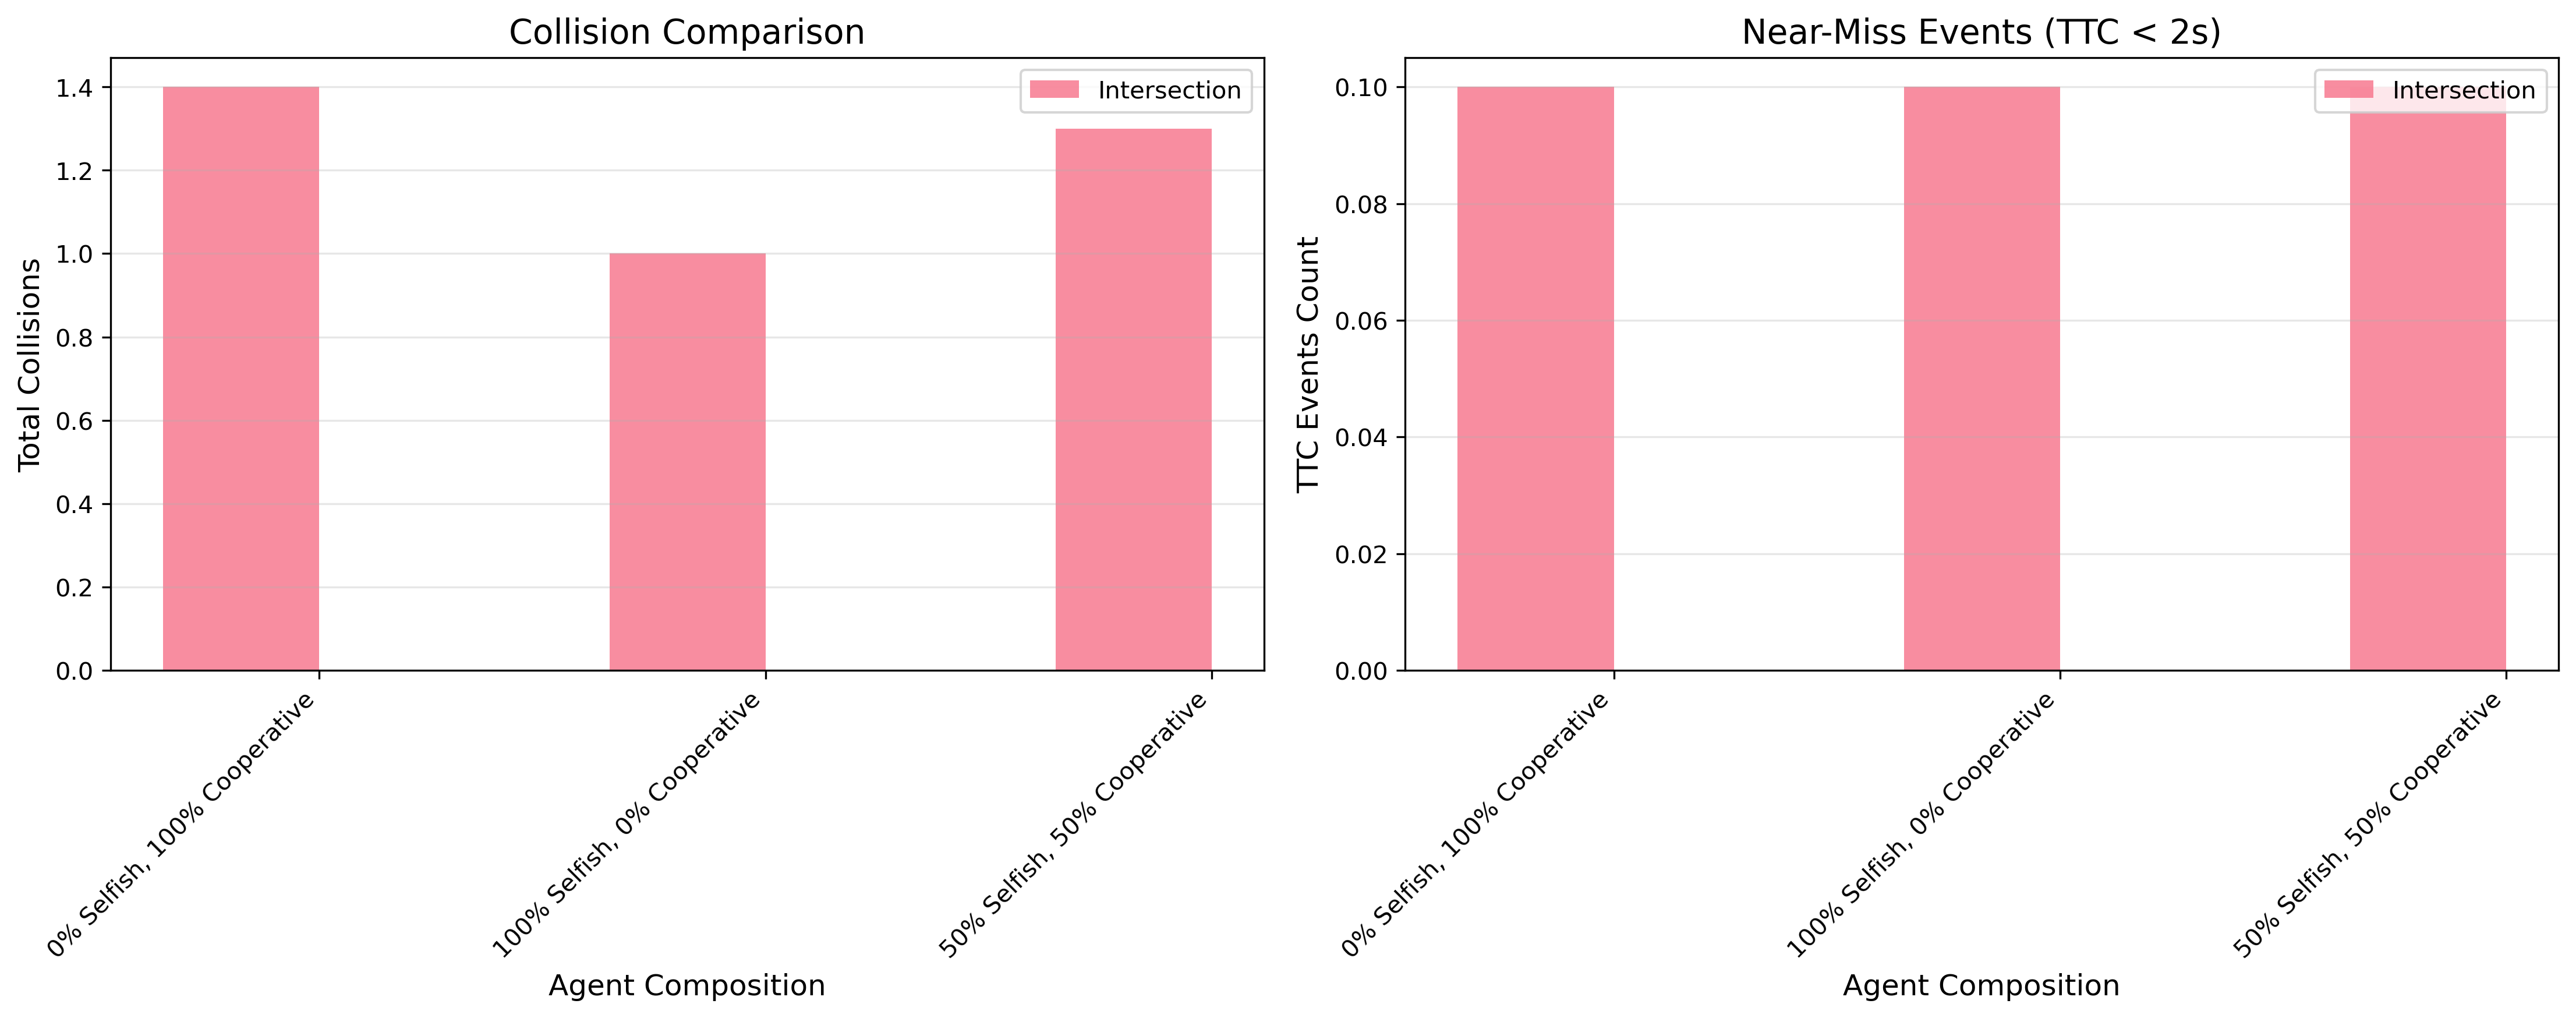 Collision Comparison
Intersection
Total Collisions
1.4
1.2
1.0
0.8
0.6
0.4
0.2
0.0
0% Selfish, 100% Cooperative
100% Selfish, 0% Cooperative
50% Selfish, 50% Cooperative
Agent Composition
Near-Miss Events (TTC < 2s)
Intersection
TTC Events Count
0.10
0.08
0.06
0.04
0.02
0.00
0% Selfish, 100% Cooperative
100% Selfish, 0% Cooperative
50% Selfish, 50% Cooperative
Agent Composition